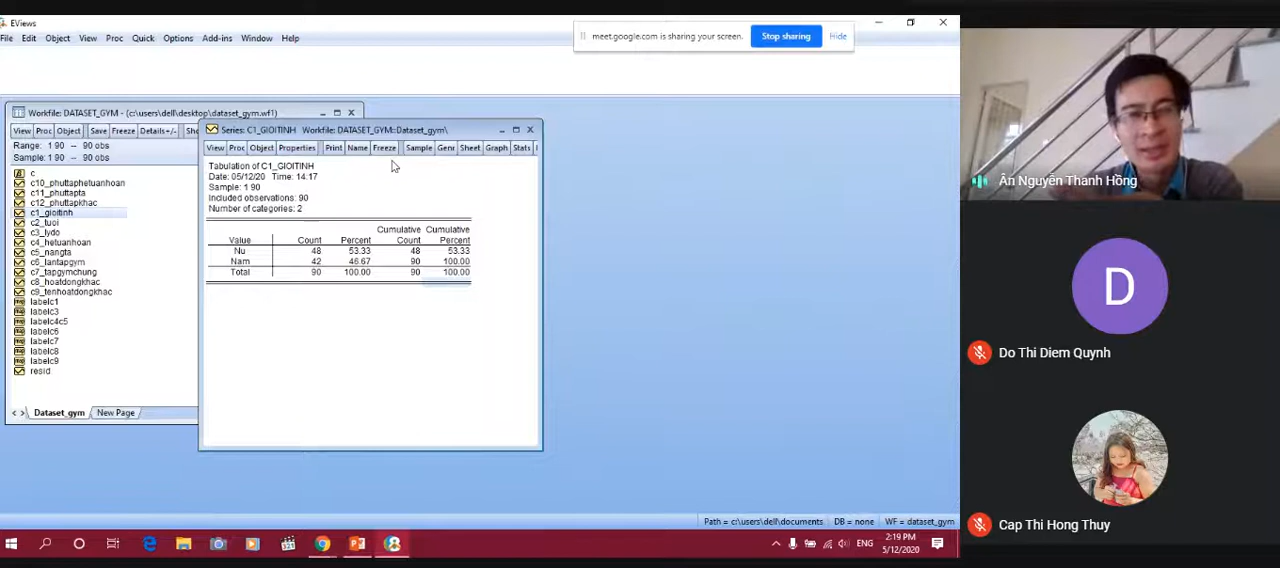 EViews
File Edit Object View Proc Quick Options Add-ins Window Help
meet.google.com is sharing your screen. Stop sharing Hide
Workfile: DATASET_GYM - (c:\users\dell\desktop\dataset_gym.wf1)
View Proc Object Save Freeze Details+/-
Range: 1 90 -- 90 obs
Sample: 1 90 -- 90 obs
c
c10_phuttaphetuanhoan
c11_phuttapta
c12_phuttapkhac
c1_gioitinh
c2_tuoi
c3_lydo
c4_hetuanhoan
c5_nangta
c6_lantapgym
c7_tapgymchung
c8_hoatdongkhac
c9_tenhoatdongkhac
labelc1
labelc3
labelc4c5
labelc6
labelc7
labelc8
labelc9
resid
Dataset_gym New Page
Series: C1_GIOITINH Workfile: DATASET_GYM::Dataset_gym\
View Proc Object Properties Print Name Freeze Sample Genr Sheet Graph Stats
Tabulation of C1_GIOITINH
Date: 05/12/20 Time: 14:17
Sample: 1 90
Included observations: 90
Number of categories: 2
Cumulative Cumulative
Value Count Percent Count Percent
Nu 48 53.33 48 53.33
Nam 42 46.67 90 100.00
Total 90 100.00 90 100.00
Path = c:\users\dell\documents DB = none WF = dataset_gym
ENG
2:19 PM
5/12/2020
Ân Nguyễn Thanh Hồng
D
Do Thi Diem Quynh
Cap Thi Hong Thuy